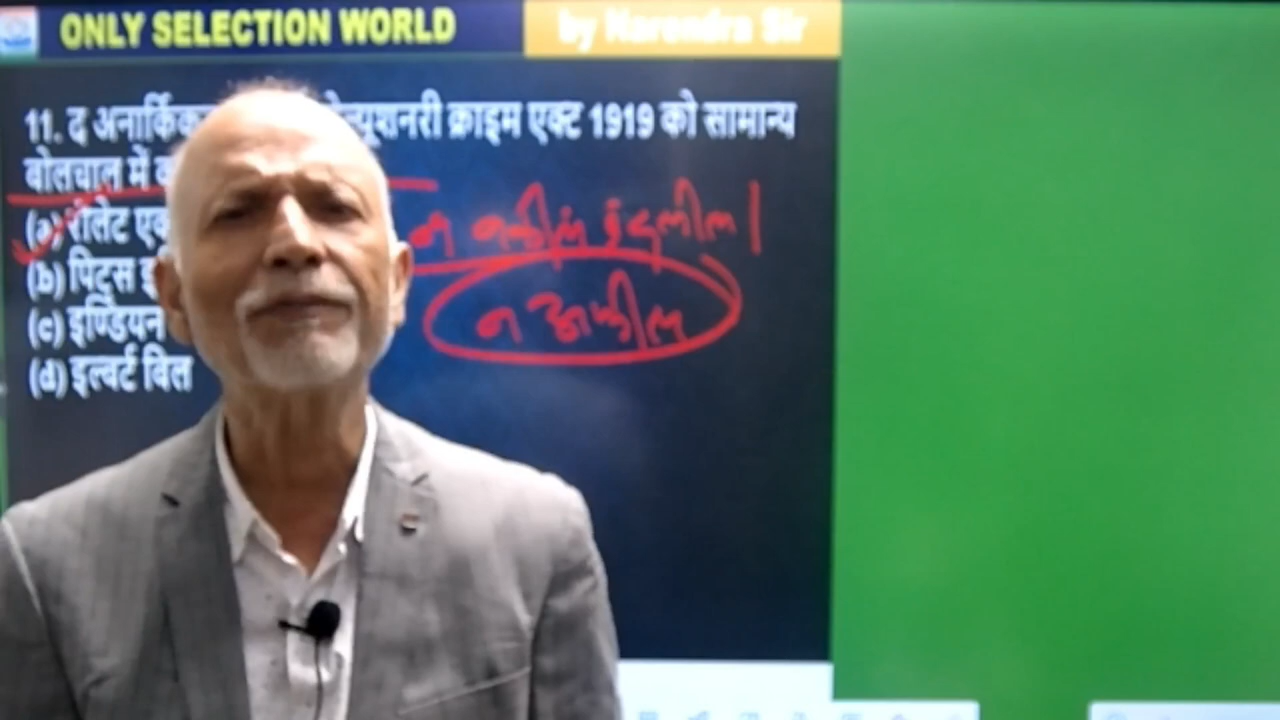 ONLY SELECTION WORLD
by Narendra Sir
11. द अनार्किक ल्यूशनरी क्राइम एक्ट 1919 को सामान्य
बोलचाल में
(a) रोलेट
न वकील न दलील।
(b) पिट्स
न अपील
(c) इण्डियन
(d) इल्बर्ट विल